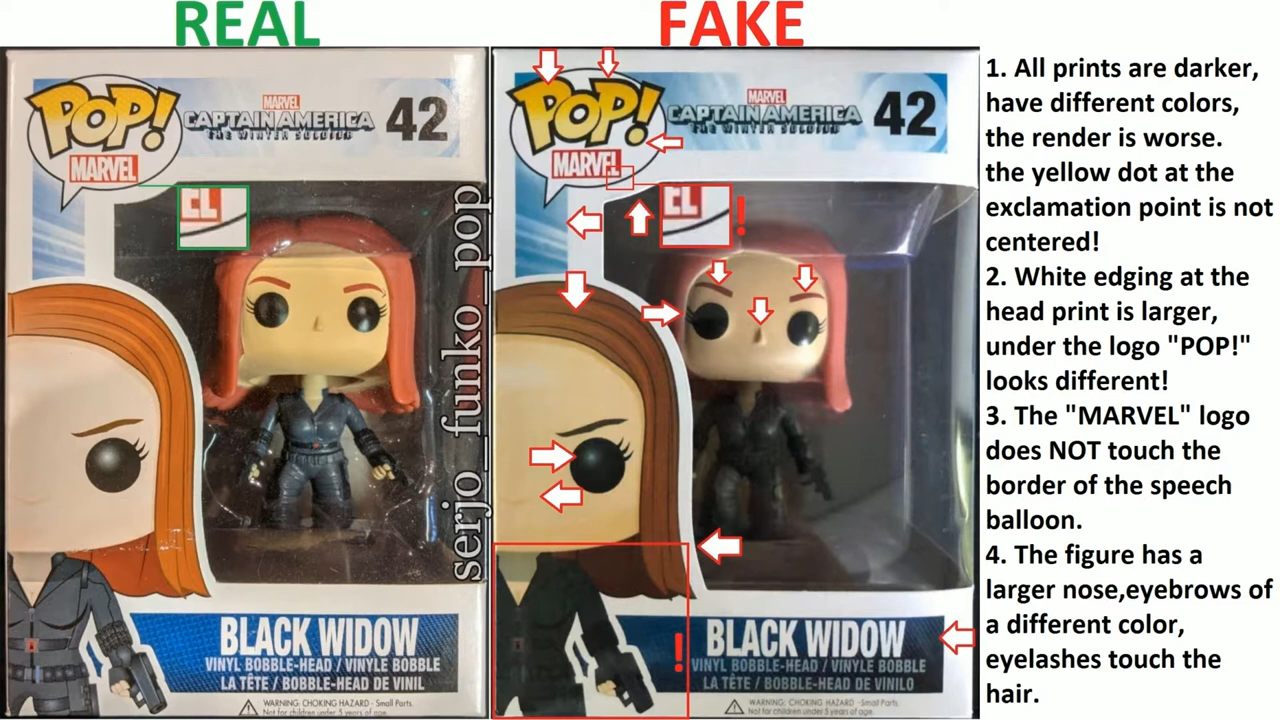 REAL
FAKE
POP!
MARVEL
MARVEL
CAPTAIN AMERICA
THE WINTER SOLDIER
42
EL
serjo_funko_pop
BLACK WIDOW
VINYL BOBBLE-HEAD / VINYLE BOBBLE
LA TÊTE / BOBBLE-HEAD DE VINIL
WARNING: CHOKING HAZARD - Small Parts.
Not for children under 3 years of age.
POP!
MARVEL
MARVEL
CAPTAIN AMERICA
THE WINTER SOLDIER
42
EL
!
!
BLACK WIDOW
VINYL BOBBLE-HEAD / VINYLE BOBBLE
LA TÊTE / BOBBLE-HEAD DE VINILO
WARNING: CHOKING HAZARD - Small Parts.
Not for children under 3 years of age.
1. All prints are darker,
have different colors,
the render is worse.
the yellow dot at the
exclamation point is not
centered!
2. White edging at the
head print is larger,
under the logo "POP!"
looks different!
3. The "MARVEL" logo
does NOT touch the
border of the speech
balloon.
4. The figure has a
larger nose,eyebrows of
a different color,
eyelashes touch the
hair.